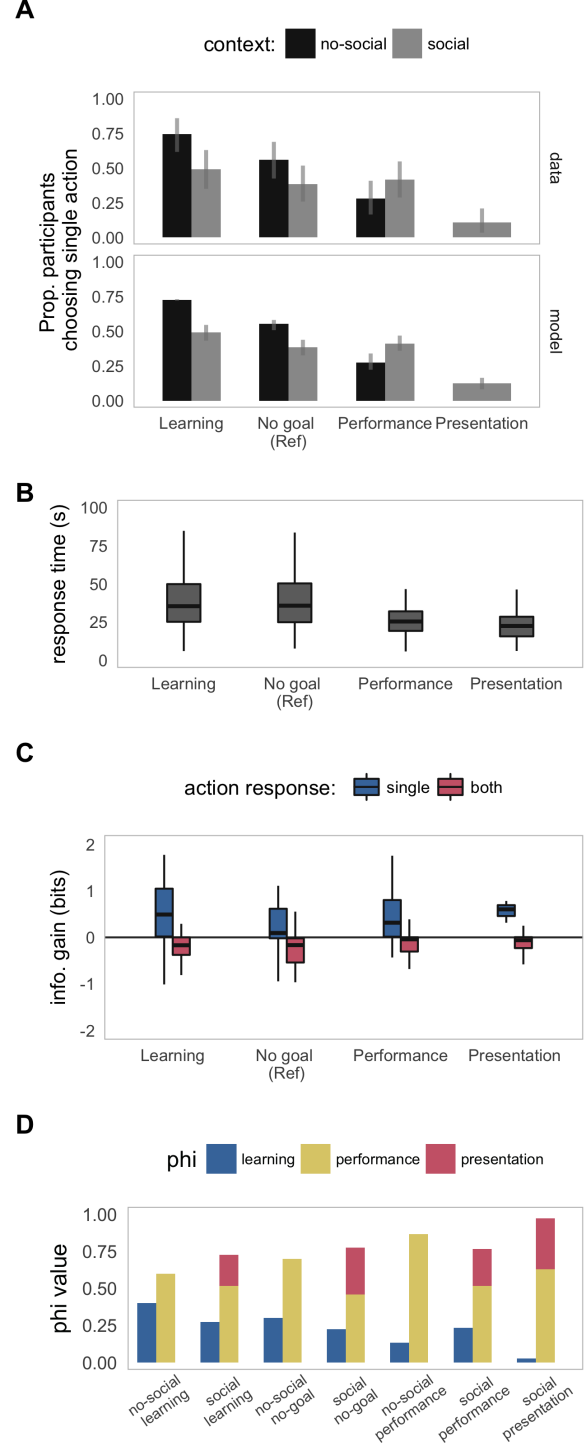 A
context: no-social social
Prop. participants
choosing single action
1.00
0.75
0.50
0.25
0.00
data
1.00
0.75
0.50
0.25
0.00
model
Learning No goal Performance Presentation
(Ref)
B
response time (s)
100
75
50
25
0
Learning No goal Performance Presentation
(Ref)
C
action response: single both
info. gain (bits)
2
1
0
-1
-2
Learning No goal Performance Presentation
(Ref)
D
phi learning performance presentation
phi value
1.00
0.75
0.50
0.25
0.00
no-social
learning
social
learning
no-social
no-goal
social
no-goal
no-social
performance
social
performance
social
presentation